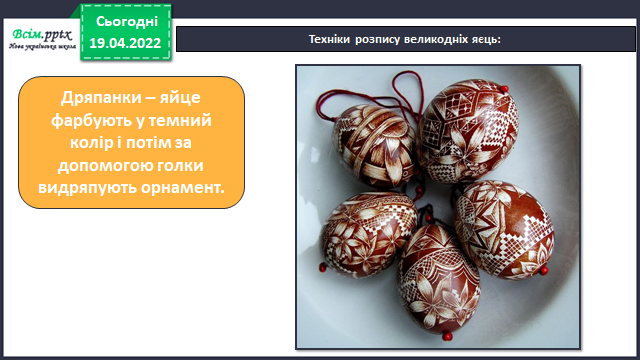 Всім.pptx
Нова українська школа
Сьогодні
19.04.2022
Техніки розпису великодніх яєць:
Дряпанки – яйце
фарбують у темний
колір і потім за
допомогою голки
видряпують орнамент.